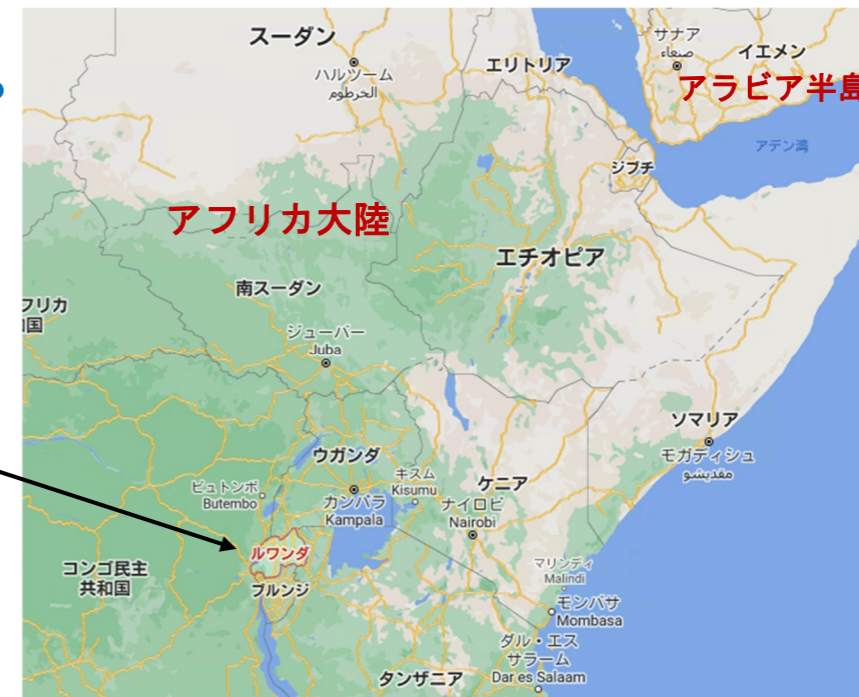 スーダン
サナア
صنعاء
イエメン
ハルツーム
الخرطوم
エリトリア
アラビア半島
アデン湾
ジブチ
アフリカ大陸
エチオピア
南スーダン
フリカ
国
ジューバー
Juba
ソマリア
モガディシュ
مقديشو
ウガンダ
キスム
Kisumu
ケニア
ビュトンボ
Butembo
カンパラ
Kampala
ナイロビ
Nairobi
ルワンダ
コンゴ民主
共和国
ブルンジ
マリンディ
Malindi
モンバサ
Mombasa
ダル・エス
サラーム
Dar es Salaam
タンザニア